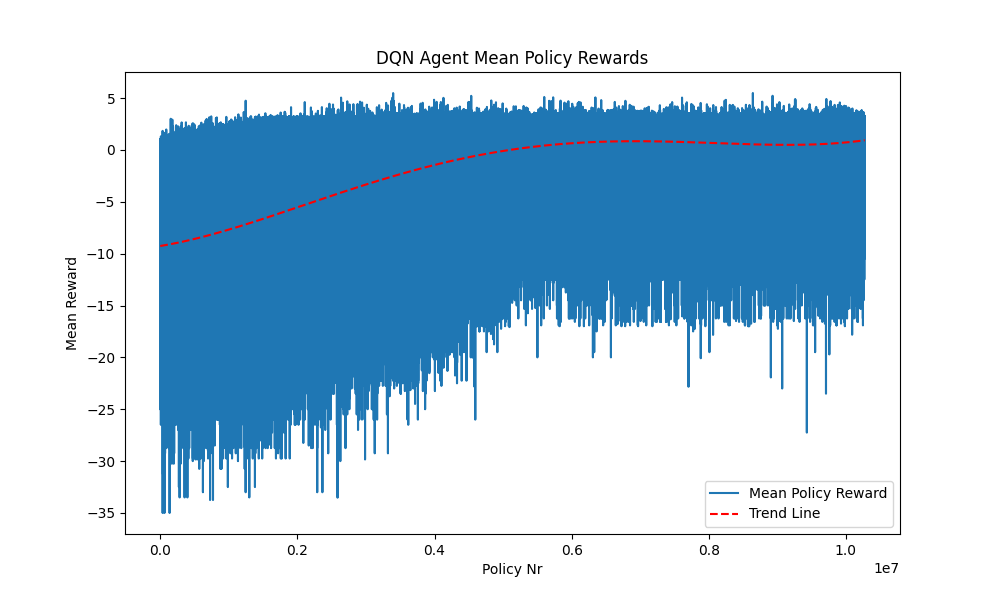 DQN Agent Mean Policy Rewards
Mean Reward
5
0
−5
−10
−15
−20
−25
−30
−35
Mean Policy Reward
Trend Line
0.0
0.2
0.4
0.6
0.8
1.0
1e7
Policy Nr